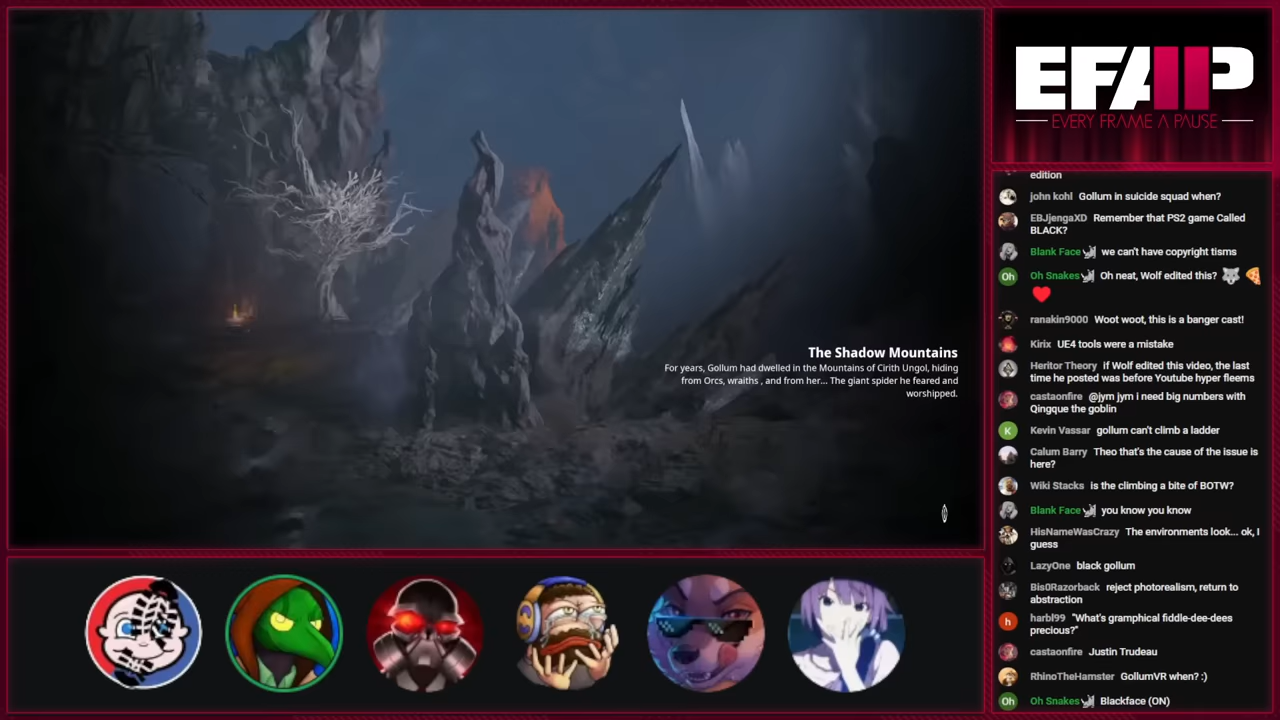 The Shadow Mountains
For years, Gollum had dwelled in the Mountains of Cirith Ungol, hiding
from Orcs, wraiths , and from her... The giant spider he feared and
worshipped.
EFAP
EVERY FRAME A PAUSE
edition
john kohl Gollum in suicide squad when?
EBJjengaXD Remember that PS2 game Called
BLACK?
Blank Face we can't have copyright tisms
Oh Oh Snakes Oh neat, Wolf edited this?
ranakin9000 Woot woot, this is a banger cast!
Kirix UE4 tools were a mistake
Heritor Theory If Wolf edited this video, the last
time he posted was before Youtube hyper fleems
castaonfire @jym jym i need big numbers with
Qingque the goblin
K Kevin Vassar gollum can't climb a ladder
Calum Barry Theo that's the cause of the issue is
here?
Wiki Stacks is the climbing a bite of BOTW?
Blank Face you know you know
HisNameWasCrazy The environments look... ok, I
guess
LazyOne black gollum
Bis0Razorback reject photorealism, return to
abstraction
h harbl99 "What's gramphical fiddle-dee-dees
precious?"
castaonfire Justin Trudeau
RhinoTheHamster GollumVR when? :)
Oh Oh Snakes Blackface (ON)